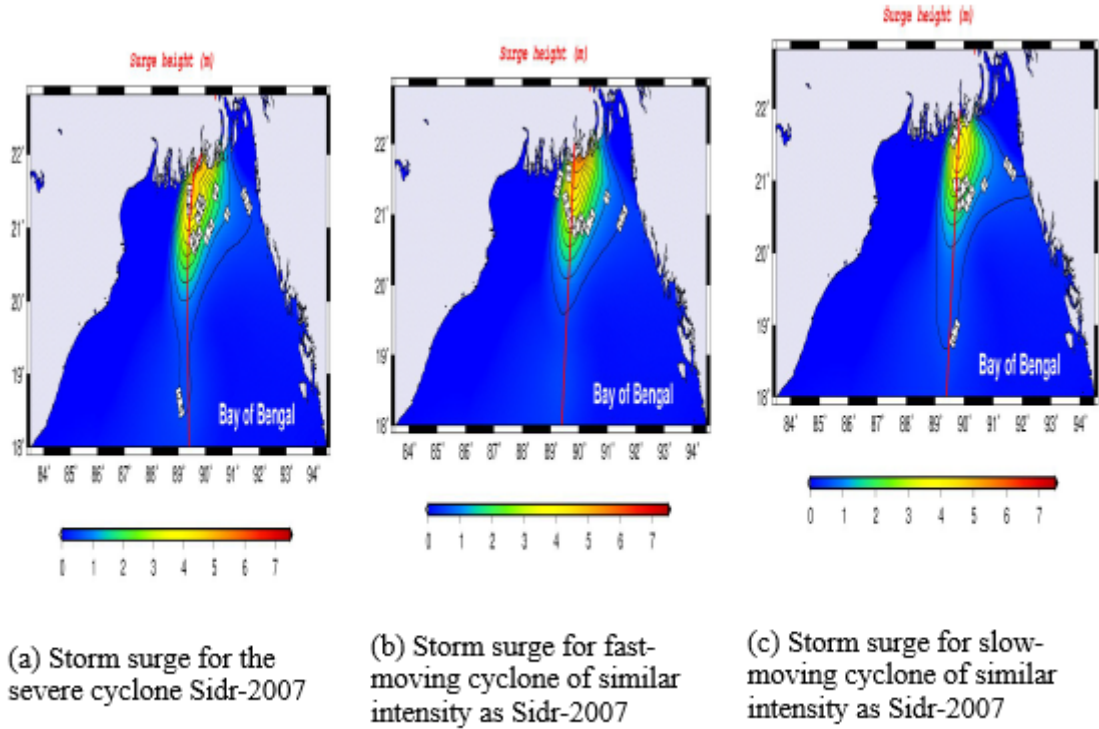 Surge height (m)
22'
21'
20'
19'
18'
Bay of Bengal
84' 85' 86' 87' 88' 89' 90' 91' 92' 93' 94'
0 1 2 3 4 5 6 7
(a) Storm surge for the
severe cyclone Sidr-2007
Surge height (m)
22'
21'
20'
19'
18'
Bay of Bengal
84' 85' 86' 87' 88' 89' 90' 91' 92' 93' 94'
0 1 2 3 4 5 6 7
(b) Storm surge for fast-
moving cyclone of similar
intensity as Sidr-2007
Surge height (m)
22'
21'
20'
19'
18'
Bay of Bengal
84' 85' 86' 87' 88' 89' 90' 91' 92' 93' 94'
0 1 2 3 4 5 6 7
(c) Storm surge for slow-
moving cyclone of similar
intensity as Sidr-2007